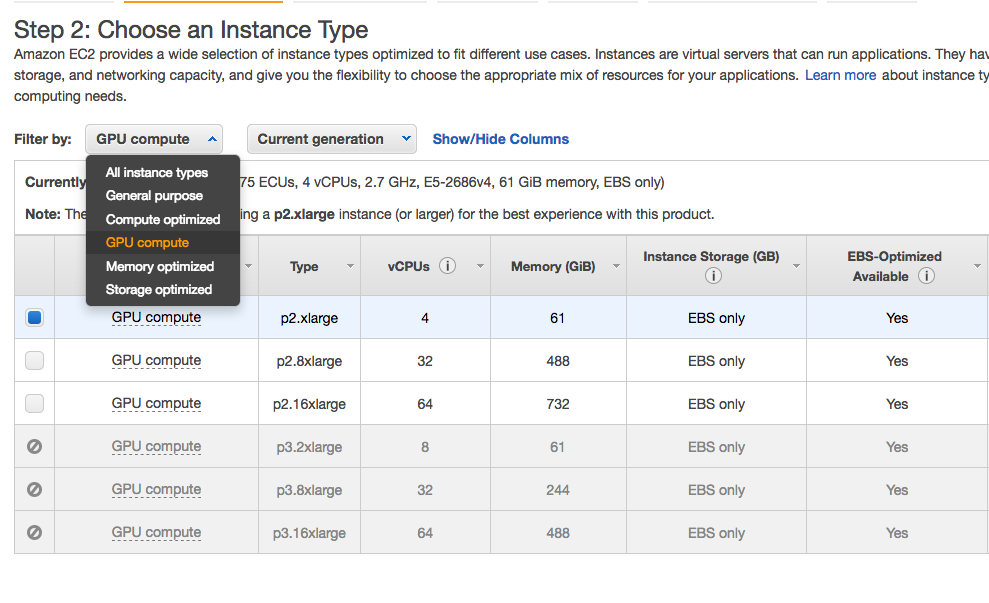 Step 2: Choose an Instance Type
Amazon EC2 provides a wide selection of instance types optimized to fit different use cases. Instances are virtual servers that can run applications. They
storage, and networking capacity, and give you the flexibility to choose the appropriate mix of resources for your applications. Learn more about instance
computing needs.
Filter by: GPU compute Current generation Show/Hide Columns
All instance types
General purpose
Compute optimized
GPU compute
Memory optimized
Storage optimized
Currently 75 ECUs, 4 vCPUs, 2.7 GHz, E5-2686v4, 61 GiB memory, EBS only)
Note: The ing a p2.xlarge instance (or larger) for the best experience with this product.
Type vCPUs i Memory (GiB) Instance Storage (GB) i EBS-Optimized Available i
GPU compute p2.xlarge 4 61 EBS only Yes
GPU compute p2.8xlarge 32 488 EBS only Yes
GPU compute p2.16xlarge 64 732 EBS only Yes
GPU compute p3.2xlarge 8 61 EBS only Yes
GPU compute p3.8xlarge 32 244 EBS only Yes
GPU compute p3.16xlarge 64 488 EBS only Yes